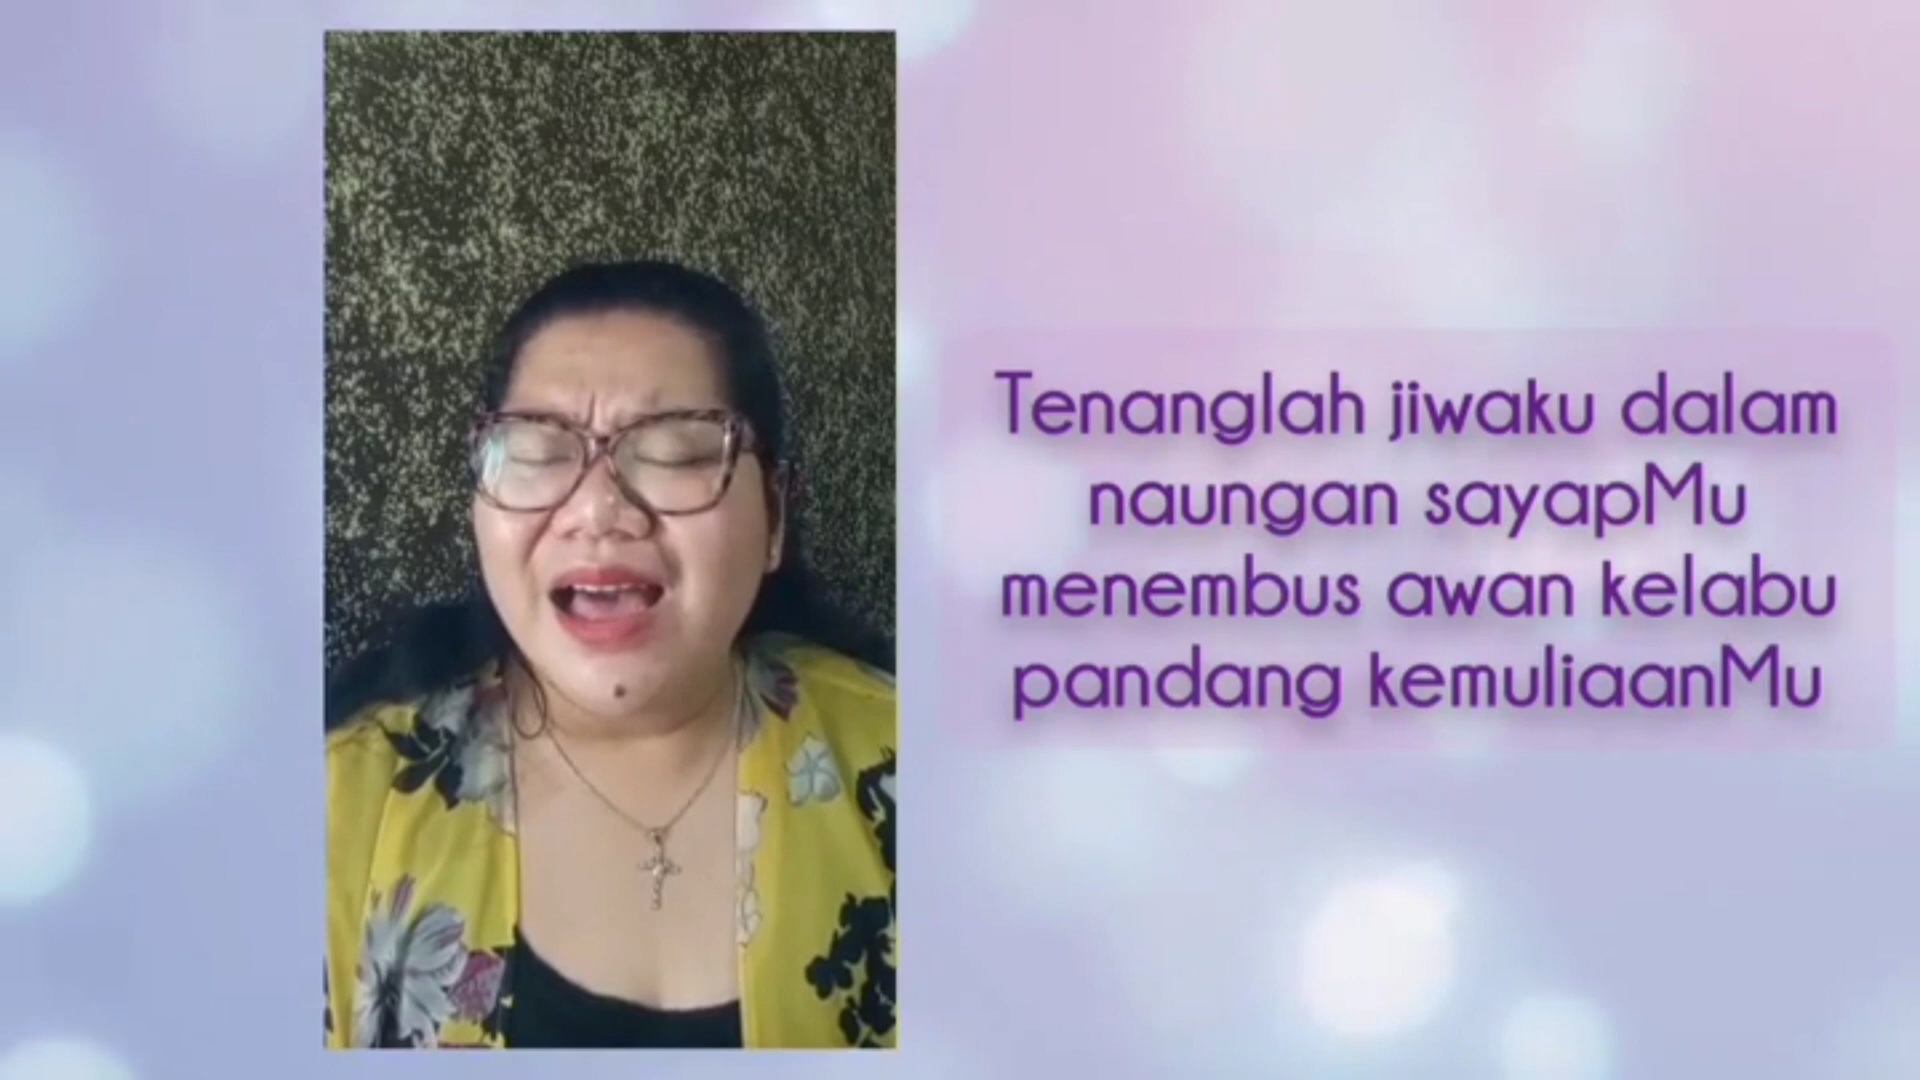 Tenanglah jiwaku dalam
naungan sayapMu
menembus awan kelabu
pandang kemuliaanMu